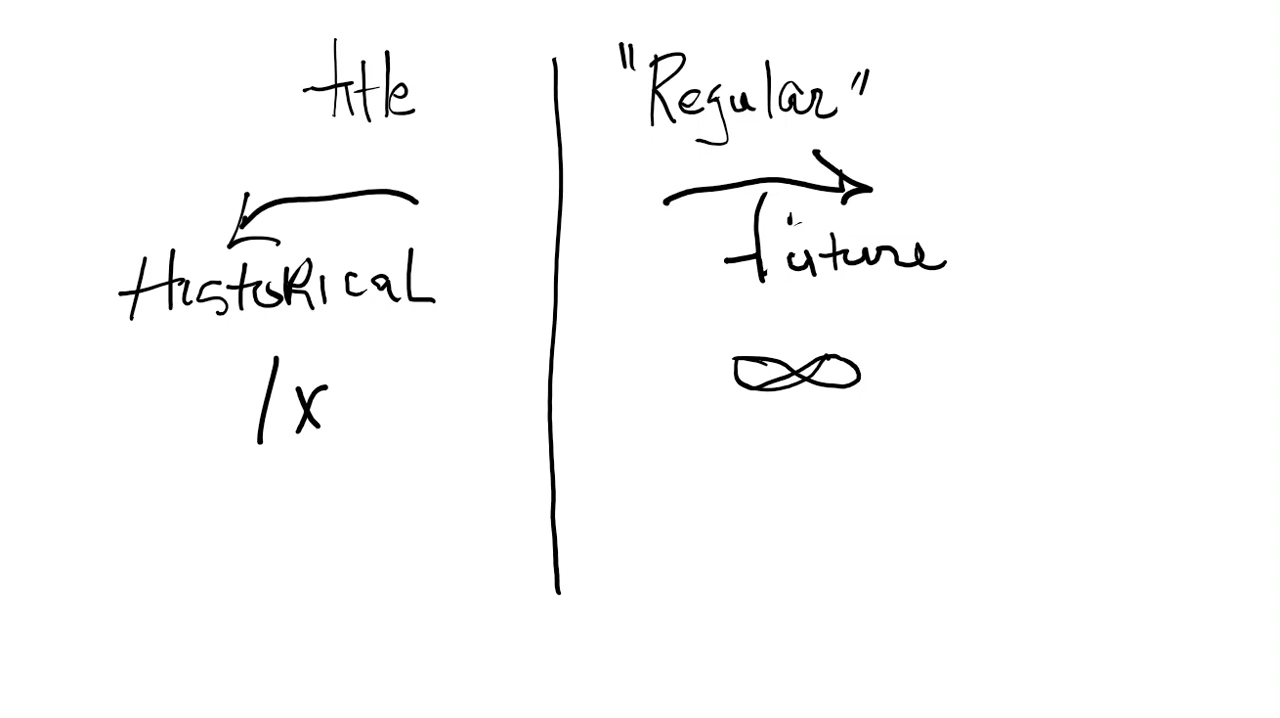 title
"Regular"
HistoRical
future
1x
∞